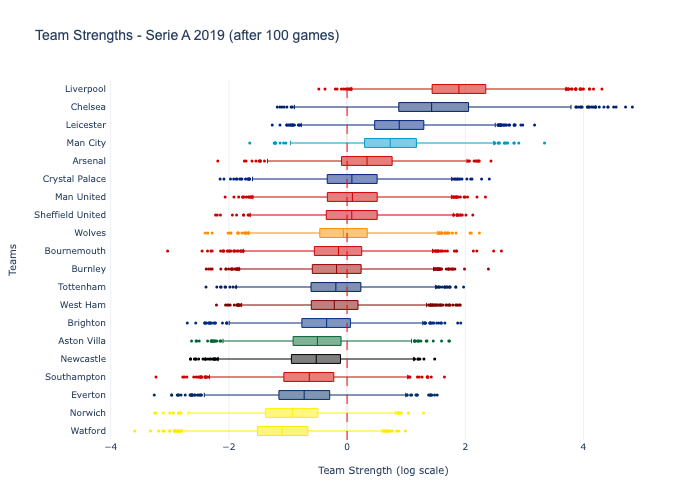 Team Strengths - Serie A 2019 (after 100 games)
Liverpool
Chelsea
Leicester
Man City
Arsenal
Crystal Palace
Man United
Sheffield United
Wolves
Bournemouth
Burnley
Tottenham
West Ham
Brighton
Aston Villa
Newcastle
Southampton
Everton
Norwich
Watford
Teams
−4 −2 0 2 4
Team Strength (log scale)